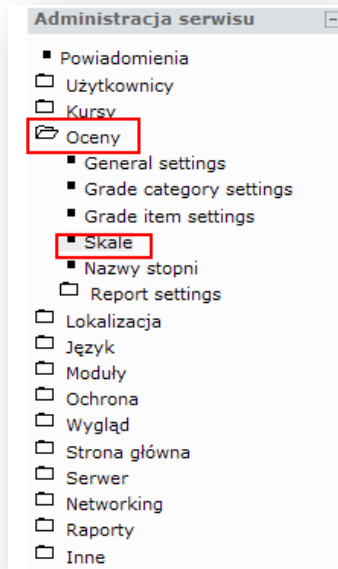 Administracja serwisu
Powiadomienia
Użytkownicy
Kursy
Oceny
General settings
Grade category settings
Grade item settings
Skale
Nazwy stopni
Report settings
Lokalizacja
Język
Moduły
Ochrona
Wygląd
Strona główna
Serwer
Networking
Raporty
Inne